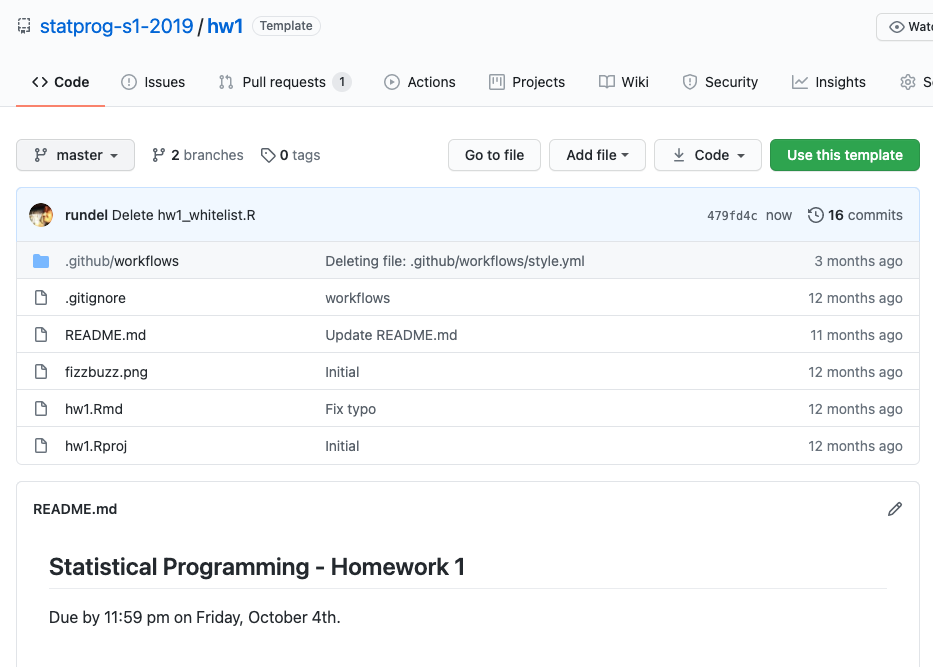 statprog-s1-2019 / hw1 Template
Watc
Code Issues Pull requests 1 Actions Projects Wiki Security Insights S
master 2 branches 0 tags Go to file Add file Code Use this template
rundel Delete hw1_whitelist.R 479fd4c now 16 commits
.github/workflows Deleting file: .github/workflows/style.yml 3 months ago
.gitignore workflows 12 months ago
README.md Update README.md 11 months ago
fizzbuzz.png Initial 12 months ago
hw1.Rmd Fix typo 12 months ago
hw1.Rproj Initial 12 months ago
README.md
Statistical Programming - Homework 1
Due by 11:59 pm on Friday, October 4th.